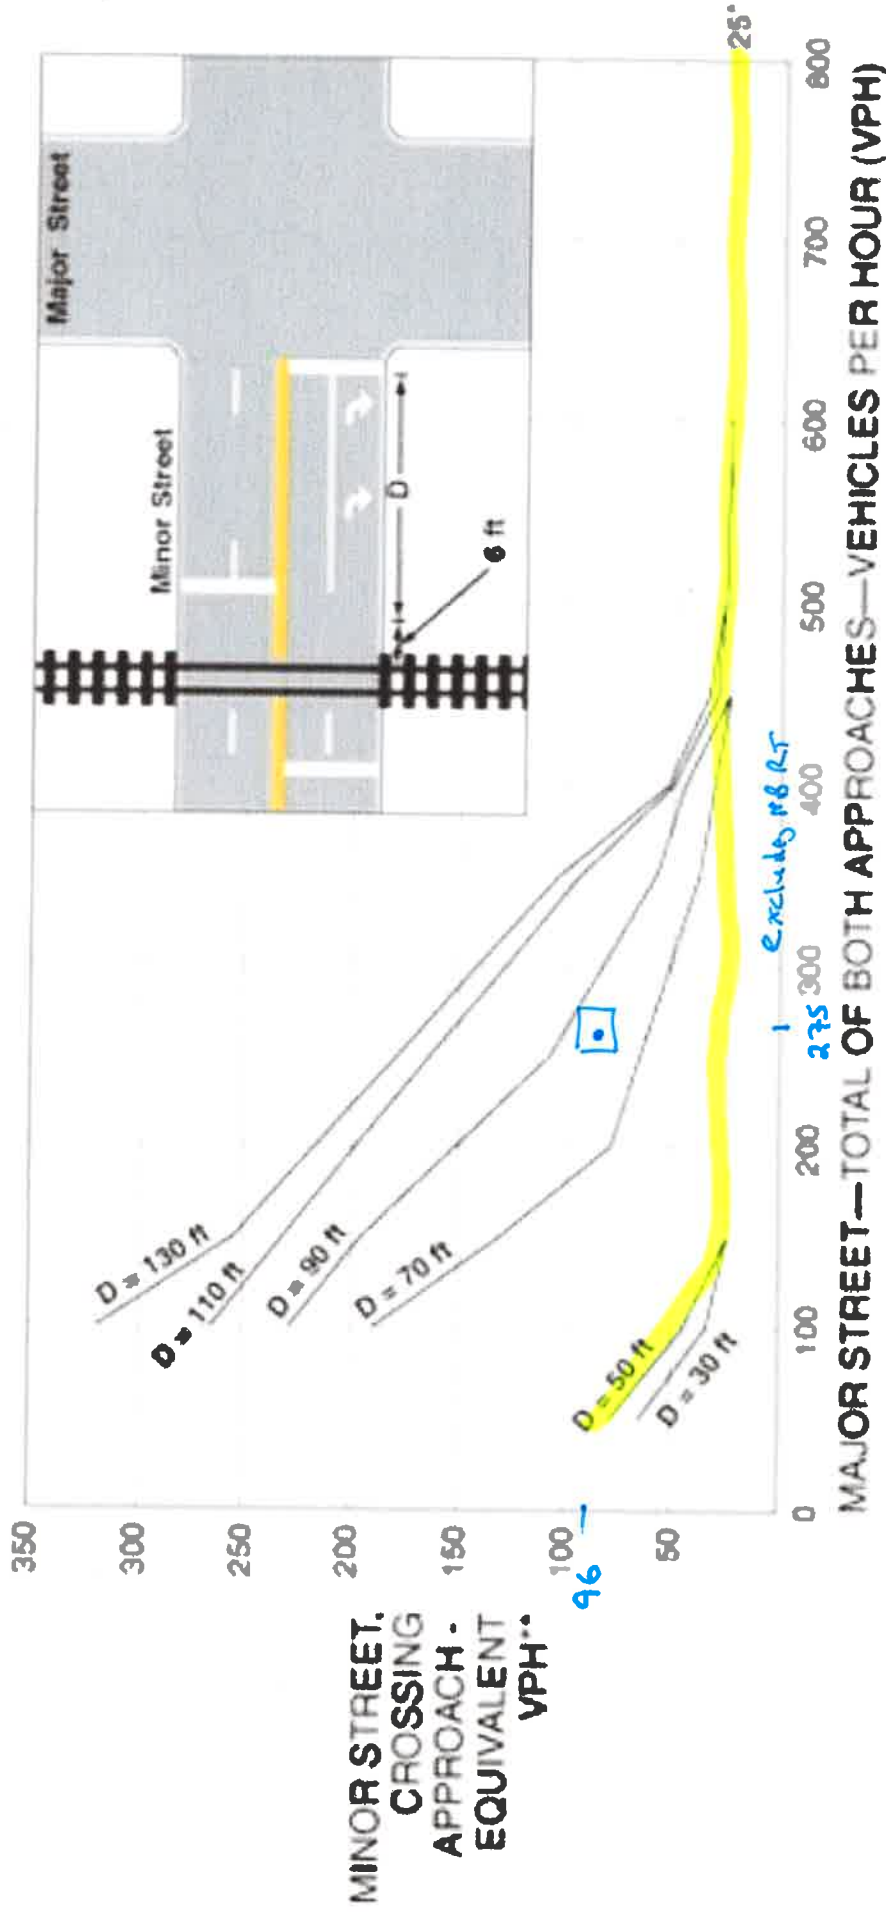 MINOR STREET,
CROSSING
APPROACH -
EQUIVALENT
VPH**
350
300
250
200
150
100
50
96
D = 130 ft
D = 110 ft
D = 90 ft
D = 70 ft
D = 50 ft
D = 30 ft
Major Street
Minor Street
D
6 ft
25*
0
100
200
300
400
500
600
700
800
275
excludes NB RT
MAJOR STREET—TOTAL OF BOTH APPROACHES—VEHICLES PER HOUR (VPH)